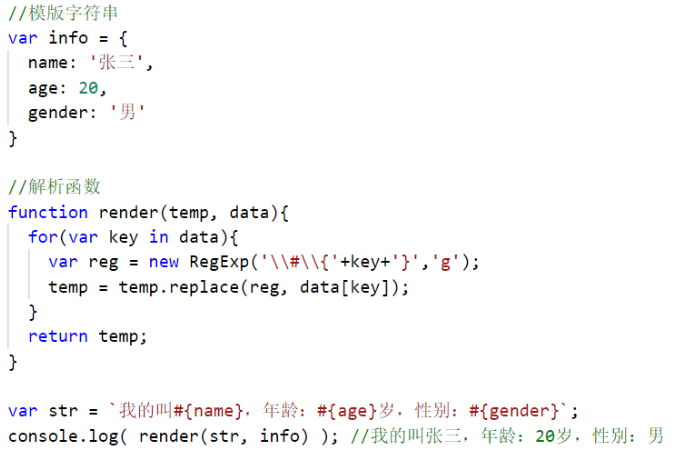 //模版字符串
var info = {
  name: '张三',
  age: 20,
  gender: '男'
}
//解析函数
function render(temp, data){
  for(var key in data){
    var reg = new RegExp('\\#\\{'+key+'}','g');
    temp = temp.replace(reg, data[key]);
  }
  return temp;
}
var str = `我的叫#{name}，年龄：#{age}岁，性别：#{gender}`;
console.log( render(str, info) ); //我的叫张三，年龄：20岁，性别：男